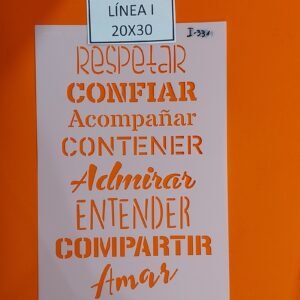 LÍNEA I
20X30
RESPETAR
CONFIAR
Acompañar
CONTENER
Admirar
ENTENDER
COMPARTIR
Amar